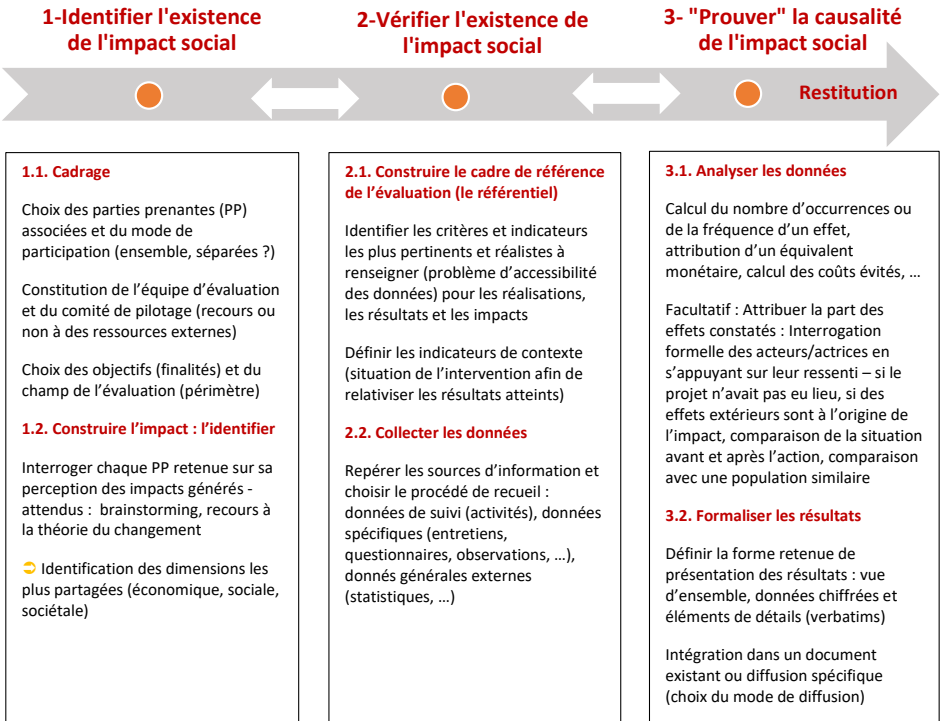 1-Identifier l'existence
de l'impact social
2-Vérifier l'existence de
l'impact social
3- "Prouver" la causalité
de l'impact social
Restitution
1.1. Cadrage
Choix des parties prenantes (PP)
associées et du mode de
participation (ensemble, séparées ?)
Constitution de l'équipe d'évaluation
et du comité de pilotage (recours ou
non à des ressources externes)
Choix des objectifs (finalités) et du
champ de l'évaluation (périmètre)
1.2. Construire l'impact : l'identifier
Interroger chaque PP retenue sur sa
perception des impacts générés -
attendus : brainstorming, recours à
la théorie du changement
Identification des dimensions les
plus partagées (économique, sociale,
sociétale)
2.1. Construire le cadre de référence
de l'évaluation (le référentiel)
Identifier les critères et indicateurs
les plus pertinents et réalistes à
renseigner (problème d'accessibilité
des données) pour les réalisations,
les résultats et les impacts
Définir les indicateurs de contexte
(situation de l'intervention afin de
relativiser les résultats atteints)
2.2. Collecter les données
Repérer les sources d'information et
choisir le procédé de recueil :
données de suivi (activités), données
spécifiques (entretiens,
questionnaires, observations, …),
donnés générales externes
(statistiques, …)
3.1. Analyser les données
Calcul du nombre d'occurrences ou
de la fréquence d'un effet,
attribution d'un équivalent
monétaire, calcul des coûts évités, …
Facultatif : Attribuer la part des
effets constatés : Interrogation
formelle des acteurs/actrices en
s'appuyant sur leur ressenti – si le
projet n'avait pas eu lieu, si des
effets extérieurs sont à l'origine de
l'impact, comparaison de la situation
avant et après l'action, comparaison
avec une population similaire
3.2. Formaliser les résultats
Définir la forme retenue de
présentation des résultats : vue
d'ensemble, données chiffrées et
éléments de détails (verbatims)
Intégration dans un document
existant ou diffusion spécifique
(choix du mode de diffusion)